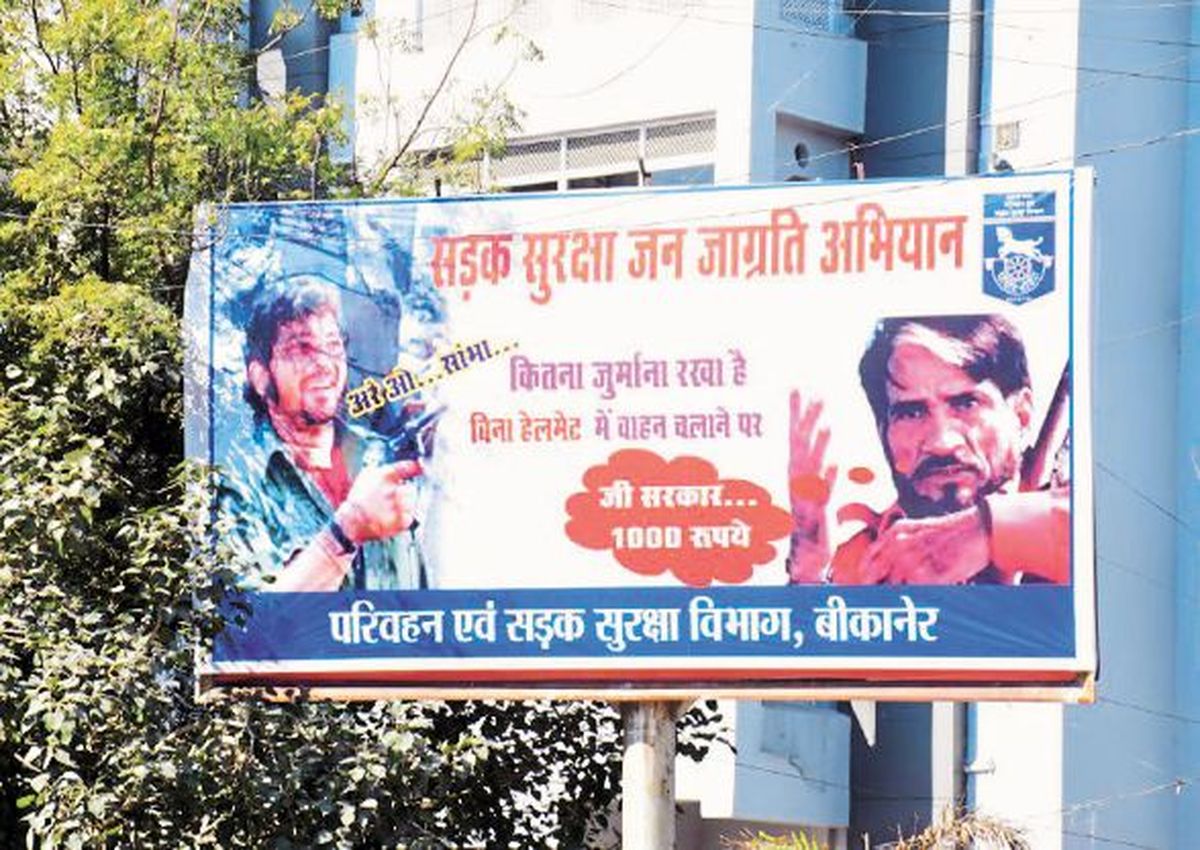 सड़क सुरक्षा जन जाग्रति अभियान
अरे ओ... सांभा...
कितना जुर्माना रखा है
बिना हेलमेट में वाहन चलाने पर
जी सरकार...
1000 रूपये
परिवहन एवं सड़क सुरक्षा विभाग, बीकानेर